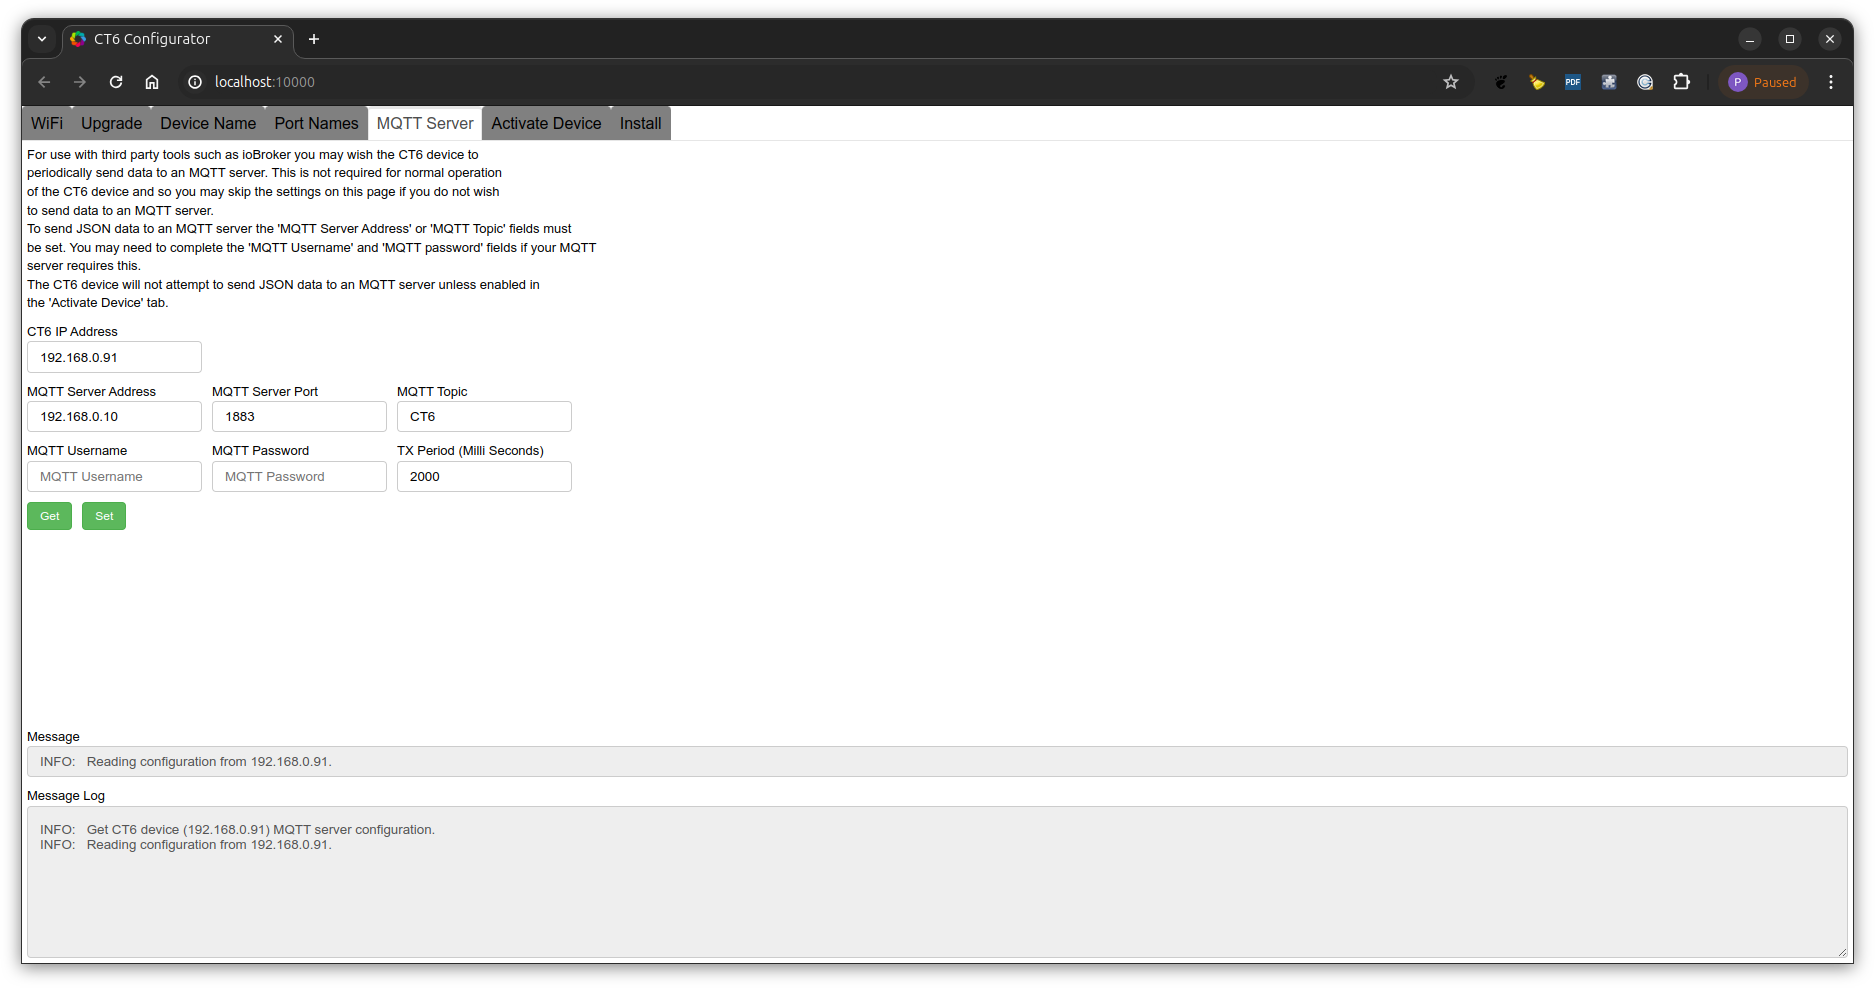 CT6 Configurator
localhost:10000
PDF
P Paused
WiFi Upgrade Device Name Port Names MQTT Server Activate Device Install
For use with third party tools such as ioBroker you may wish the CT6 device to
periodically send data to an MQTT server. This is not required for normal operation
of the CT6 device and so you may skip the settings on this page if you do not wish
to send data to an MQTT server.
To send JSON data to an MQTT server the 'MQTT Server Address' or 'MQTT Topic' fields must
be set. You may need to complete the 'MQTT Username' and 'MQTT password' fields if your MQTT
server requires this.
The CT6 device will not attempt to send JSON data to an MQTT server unless enabled in
the 'Activate Device' tab.
CT6 IP Address
192.168.0.91
MQTT Server Address MQTT Server Port MQTT Topic
192.168.0.10 1883 CT6
MQTT Username MQTT Password TX Period (Milli Seconds)
MQTT Username MQTT Password 2000
Get Set
Message
INFO: Reading configuration from 192.168.0.91.
Message Log
INFO: Get CT6 device (192.168.0.91) MQTT server configuration.
INFO: Reading configuration from 192.168.0.91.